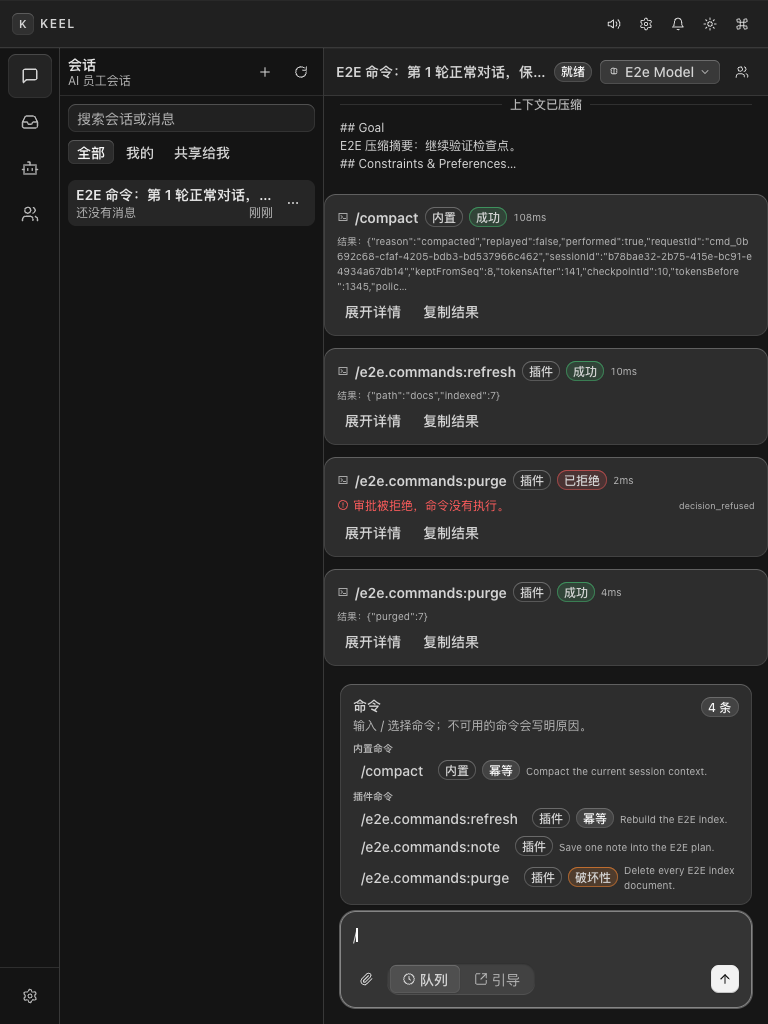 K KEEL
会话
AI 员工会话
搜索会话或消息
全部 我的 共享给我
E2E 命令：第 1 轮正常对话，...
还没有消息 刚刚
E2E 命令：第 1 轮正常对话，保... 就绪 E2e Model
上下文已压缩
## Goal
E2E 压缩摘要：继续验证检查点。
## Constraints & Preferences...
/compact 内置 成功 108ms
结果：{"reason":"compacted","replayed":false,"performed":true,"requestId":"cmd_0b
692c68-cfaf-4205-bdb3-bd537966c462","sessionId":"b78bae32-2b75-415e-bc91-e
4934a67db14","keptFromSeq":8,"tokensAfter":141,"checkpointId":10,"tokensBefore
":1345,"polic...
展开详情 复制结果
/e2e.commands:refresh 插件 成功 10ms
结果：{"path":"docs","indexed":7}
展开详情 复制结果
/e2e.commands:purge 插件 已拒绝 2ms
审批被拒绝，命令没有执行。 decision_refused
展开详情 复制结果
/e2e.commands:purge 插件 成功 4ms
结果：{"purged":7}
展开详情 复制结果
命令 4 条
输入 / 选择命令；不可用的命令会写明原因。
内置命令
/compact 内置 幂等 Compact the current session context.
插件命令
/e2e.commands:refresh 插件 幂等 Rebuild the E2E index.
/e2e.commands:note 插件 Save one note into the E2E plan.
/e2e.commands:purge 插件 破坏性 Delete every E2E index
document.
/
队列 引导